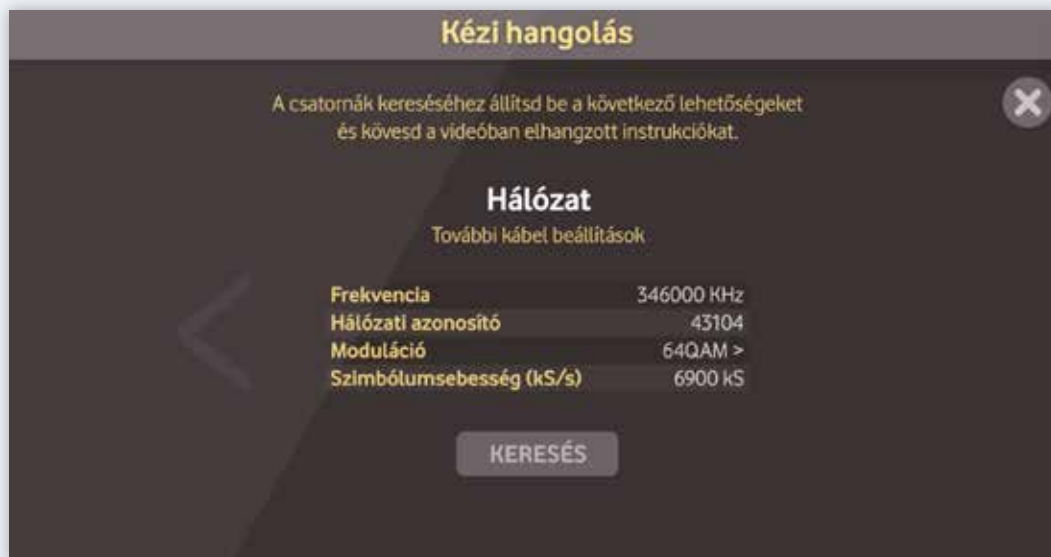 Kézi hangolás
A csatornák kereséséhez állítsd be a következő lehetőségeket
és kövesd a videóban elhangzott instrukciókat.
Hálózat
További kábel beállítások
Frekvencia 346000 KHz
Hálózati azonosító 43104
Moduláció 64QAM >
Szimbólumsebesség (kS/s) 6900 kS
KERESÉS